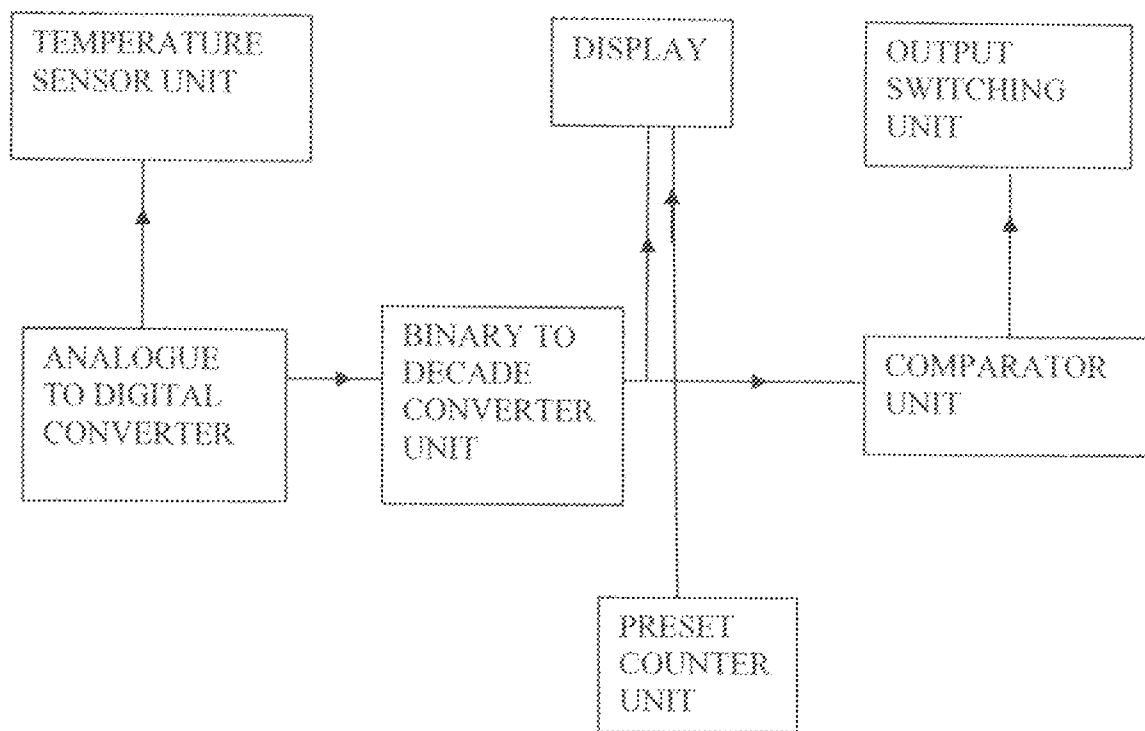 TEMPERATURE
SENSOR UNIT
DISPLAY
OUTPUT
SWITCHING
UNIT
ANALOGUE
TO DIGITAL
CONVERTER
BINARY TO
DECADE
CONVERTER
UNIT
COMPARATOR
UNIT
PRESET
COUNTER
UNIT